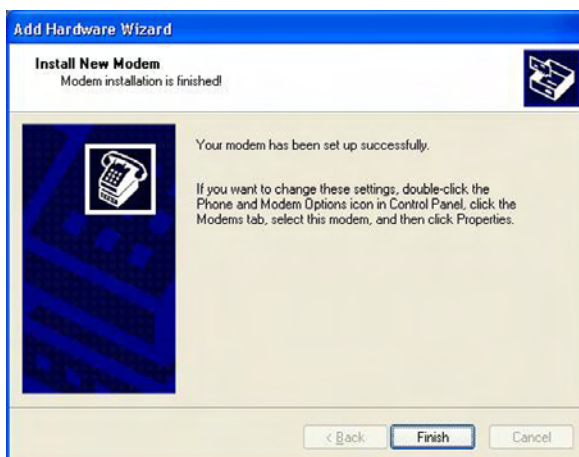 Add Hardware Wizard
Install New Modem
Modem installation is finished!
Your modem has been set up successfully.
If you want to change these settings, double-click the
Phone and Modem Options icon in Control Panel, click the
Modems tab, select this modem, and then click Properties.
< Back
Finish
Cancel